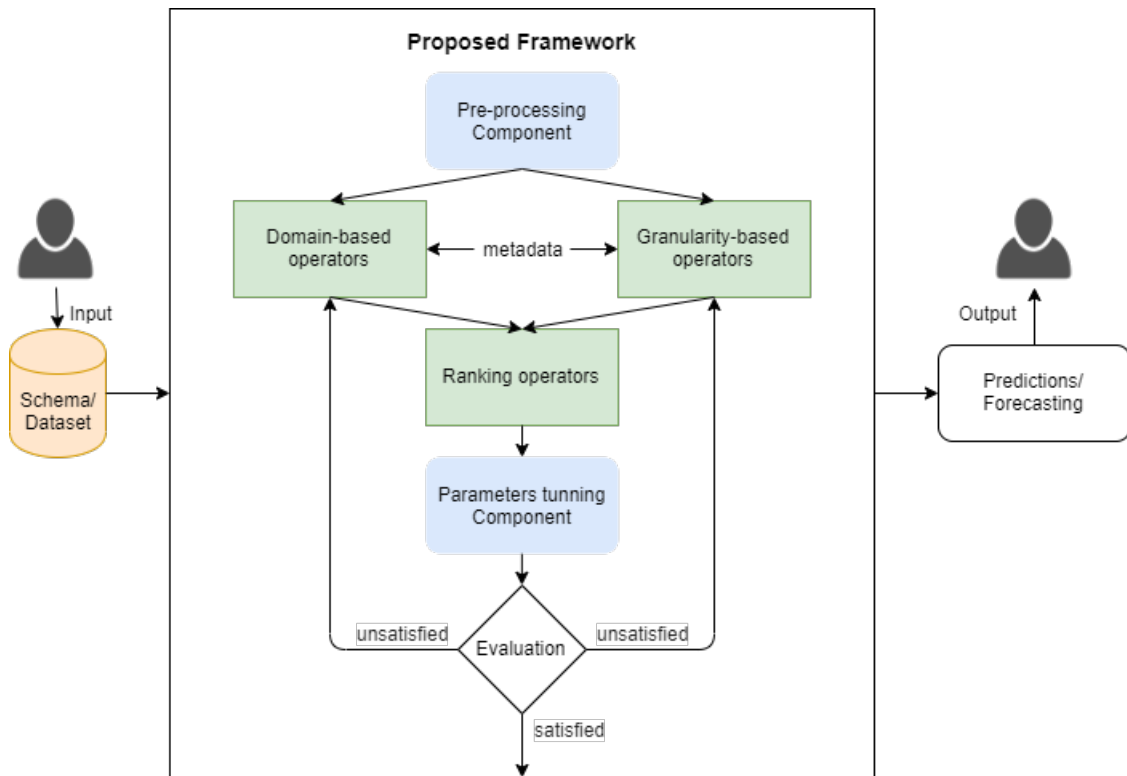 Proposed Framework
Pre-processing
Component
Domain-based
operators
metadata
Granularity-based
operators
Input
Output
Schema/
Dataset
Ranking operators
Predictions/
Forecasting
Parameters tunning
Component
unsatisfied
Evaluation
unsatisfied
satisfied